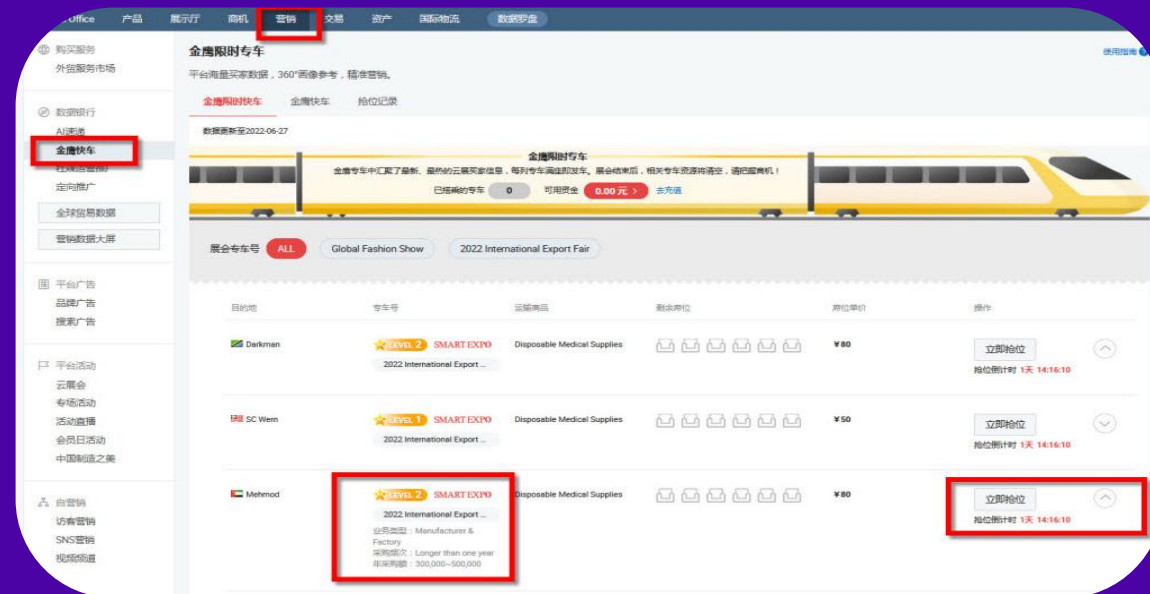 Office 产品 展示厅 商机 营销 交易 资产 国际物流 数据罗盘
购买服务
外贸服务市场
数据银行
AI速递
金鹰快车
定向推广
全球贸易数据
营销数据大屏
平台广告
品牌广告
搜索广告
平台活动
云展会
专场活动
活动直播
会员日活动
中国制造之美
自营销
访客营销
SNS营销
视频频道
金鹰限时专车
使用指南
平台海量买家数据，360°画像参考，精准营销。
金鹰限时快车 金鹰快车 抢位记录
数据更新至2022-06-27
金鹰限时专车
金鹰专车中汇聚了最新、最热的云展买家信息，每列专车满座即发车。展会结束后，相关专车资源将清空，请把握商机！
已搭乘的专车 0 可用资金 0.00 元 > 去充值
展会专车号 ALL Global Fashion Show 2022 International Export Fair
目的地 专车号 运输商品 剩余席位 席位单价 操作
Darkman LEVEL 2 SMART EXPO Disposable Medical Supplies ¥80 立即抢位
2022 International Export ... 抢位倒计时 1天 14:16:10
SC Wern LEVEL 1 SMART EXPO Disposable Medical Supplies ¥50 立即抢位
2022 International Export ... 抢位倒计时 1天 14:16:10
Mehmod LEVEL 2 SMART EXPO Disposable Medical Supplies ¥80 立即抢位
2022 International Export ... 抢位倒计时 1天 14:16:10
业务类型：Manufacturer &
Factory
采购频次：Longer than one year
年采购额：300,000~500,000